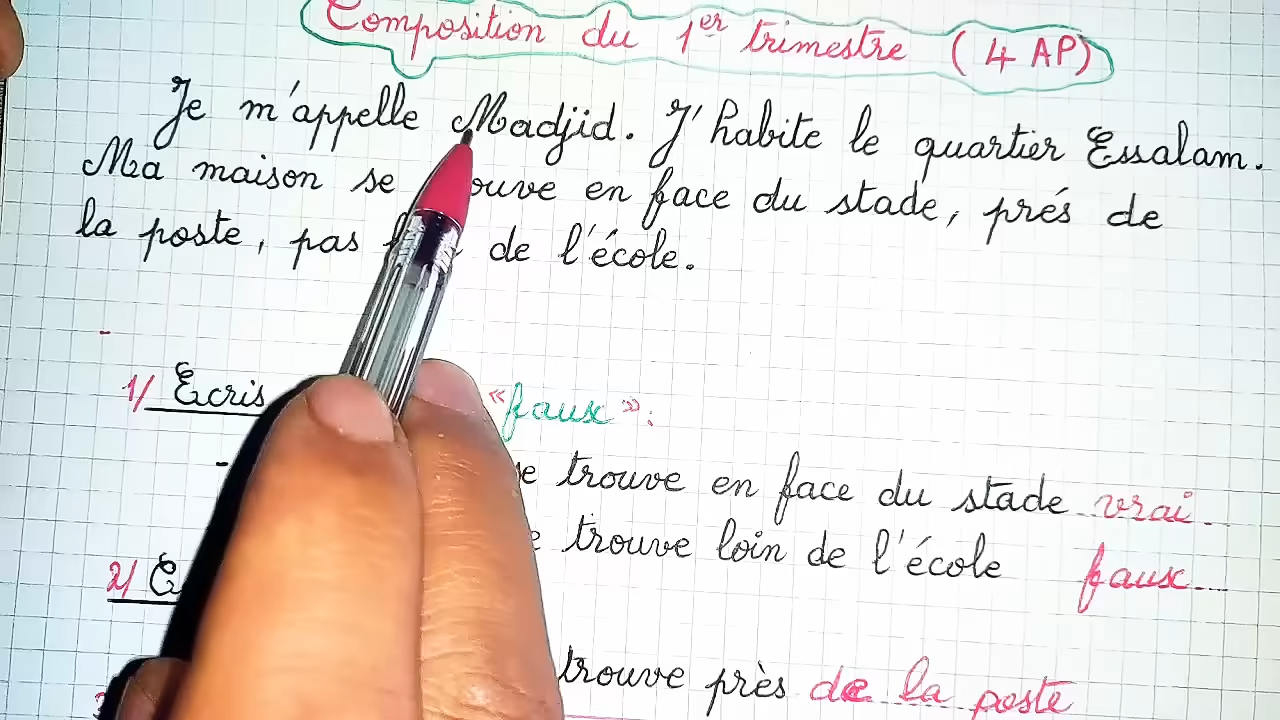 Composition du 1er trimestre (4 AP)
Je m'appelle Madjid. J'habite le quartier Essalam.
Ma maison se en face du stade, prés de
la poste, pas de l'école.
1/ Ecris "faux":
trouve en face du stade vrai
trouve loin de l'école faux
2/
trouve près de la poste